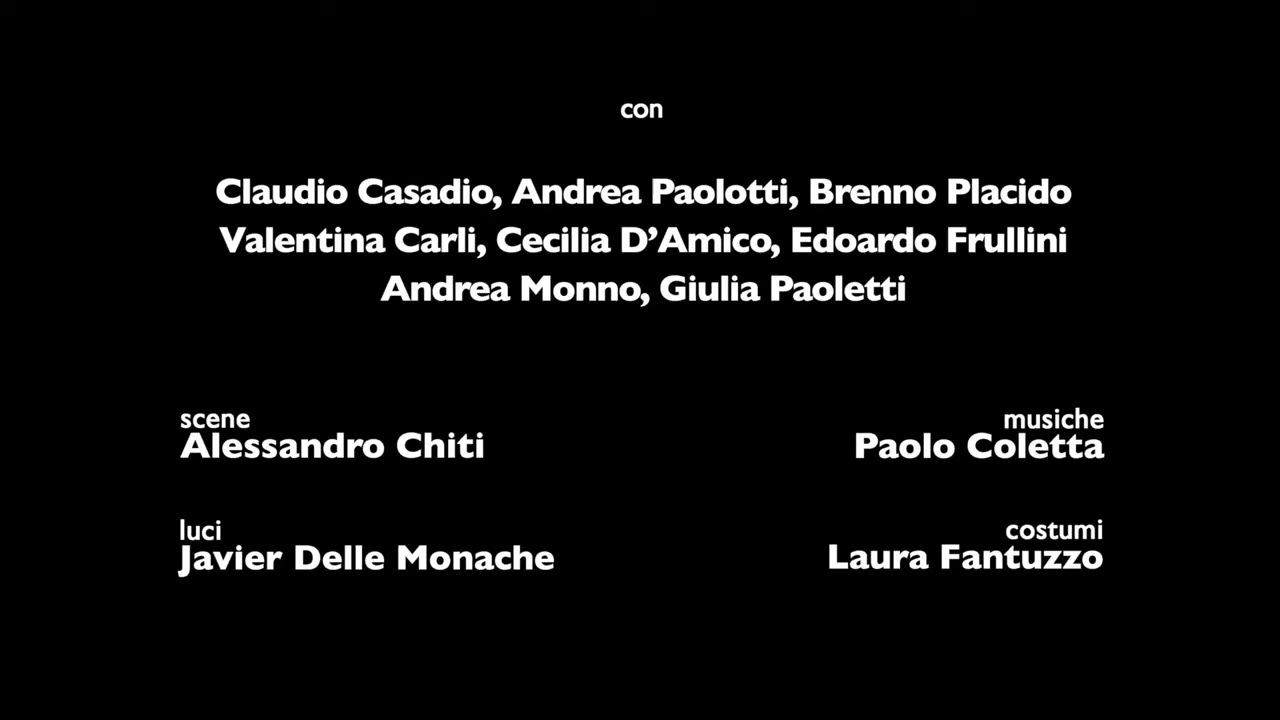 con
Claudio Casadio, Andrea Paolotti, Brenno Placido
Valentina Carli, Cecilia D’Amico, Edoardo Frullini
Andrea Monno, Giulia Paoletti
scene
Alessandro Chiti
musiche
Paolo Coletta
luci
Javier Delle Monache
costumi
Laura Fantuzzo